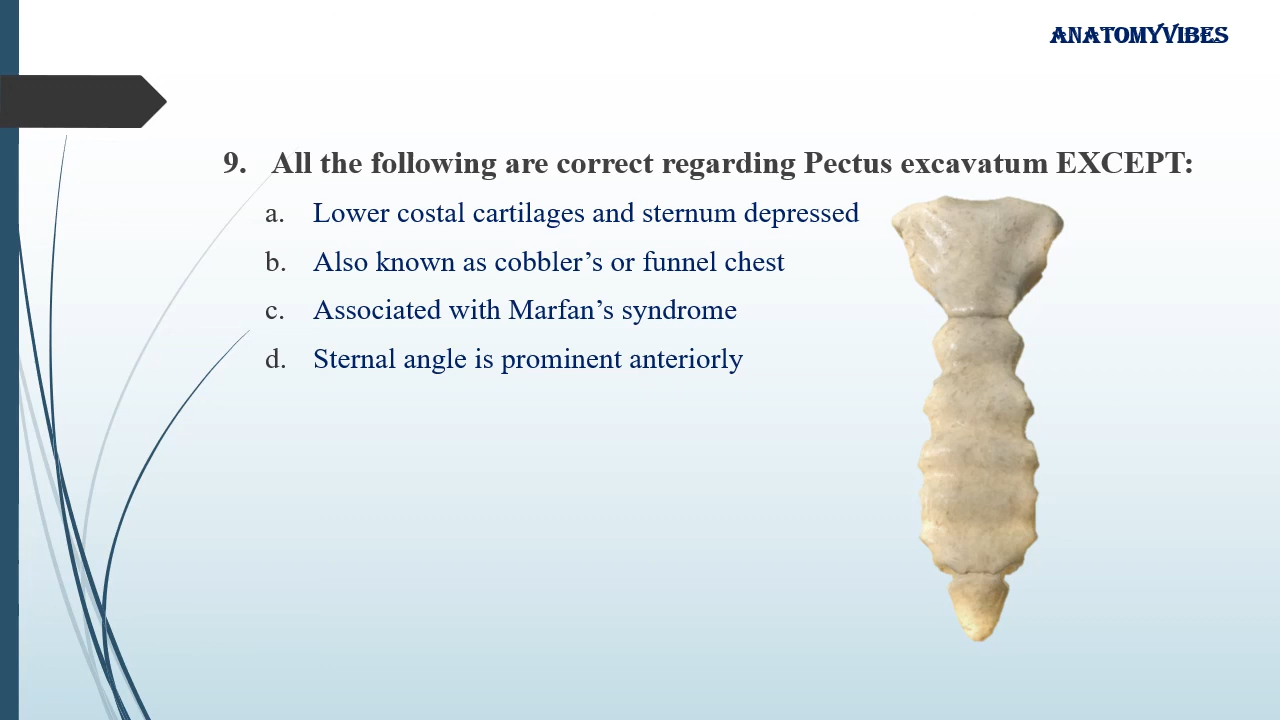 ANATOMYVIBES
9. All the following are correct regarding Pectus excavatum EXCEPT:
a. Lower costal cartilages and sternum depressed
b. Also known as cobbler’s or funnel chest
c. Associated with Marfan’s syndrome
d. Sternal angle is prominent anteriorly